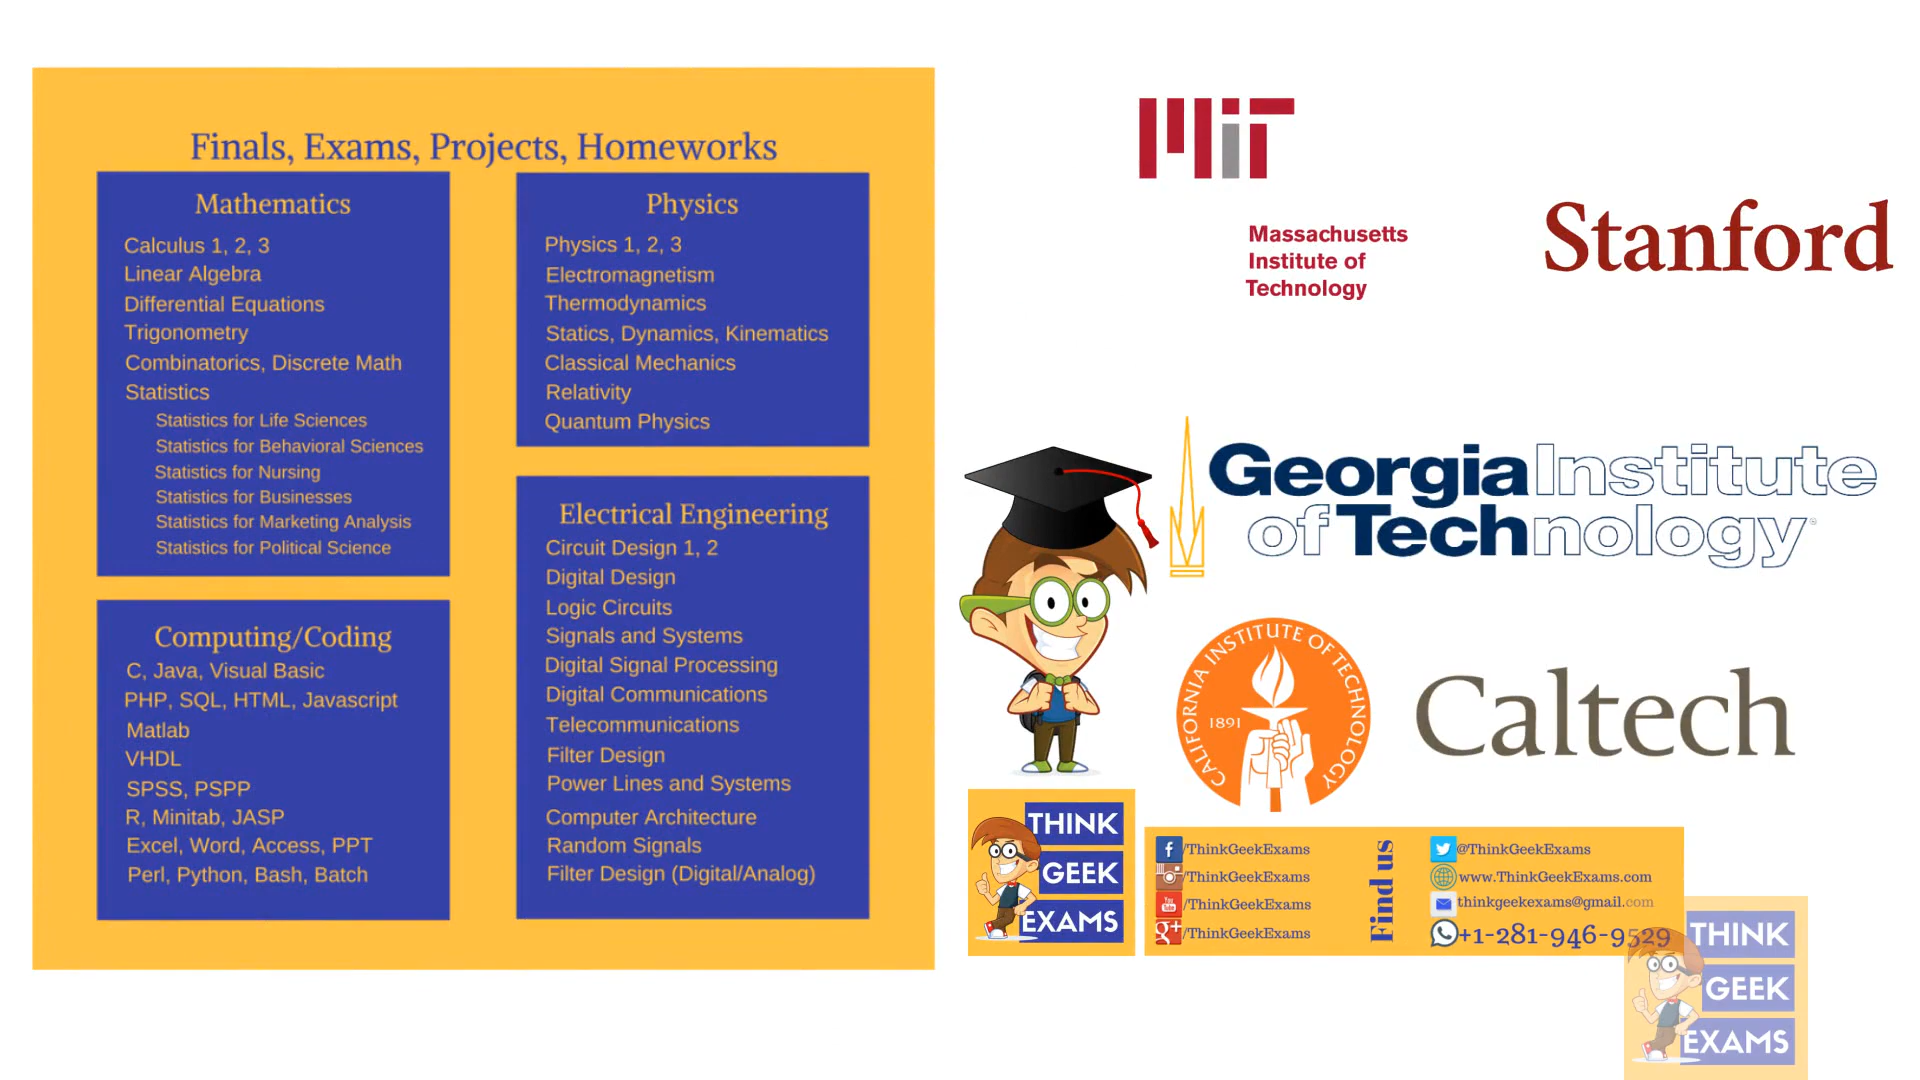 Finals, Exams, Projects, Homeworks
Mathematics
Calculus 1, 2, 3
Linear Algebra
Differential Equations
Trigonometry
Combinatorics, Discrete Math
Statistics
Statistics for Life Sciences
Statistics for Behavioral Sciences
Statistics for Nursing
Statistics for Businesses
Statistics for Marketing Analysis
Statistics for Political Science
Computing/Coding
C, Java, Visual Basic
PHP, SQL, HTML, Javascript
Matlab
VHDL
SPSS, PSPP
R, Minitab, JASP
Excel, Word, Access, PPT
Perl, Python, Bash, Batch
Physics
Physics 1, 2, 3
Electromagnetism
Thermodynamics
Statics, Dynamics, Kinematics
Classical Mechanics
Relativity
Quantum Physics
Electrical Engineering
Circuit Design 1, 2
Digital Design
Logic Circuits
Signals and Systems
Digital Signal Processing
Digital Communications
Telecommunications
Filter Design
Power Lines and Systems
Computer Architecture
Random Signals
Filter Design (Digital/Analog)
MIT
Massachusetts
Institute of
Technology
Stanford
Georgia Institute
of Technology
CALIFORNIA INSTITUTE OF TECHNOLOGY
1891
Caltech
THINK
GEEK
EXAMS
f /ThinkGeekExams
/ThinkGeekExams
You Tube /ThinkGeekExams
g+ /ThinkGeekExams
Find us
@ThinkGeekExams
www.ThinkGeekExams.com
thinkgeekexams@gmail.com
+1-281-946-9529
THINK
GEEK
EXAMS